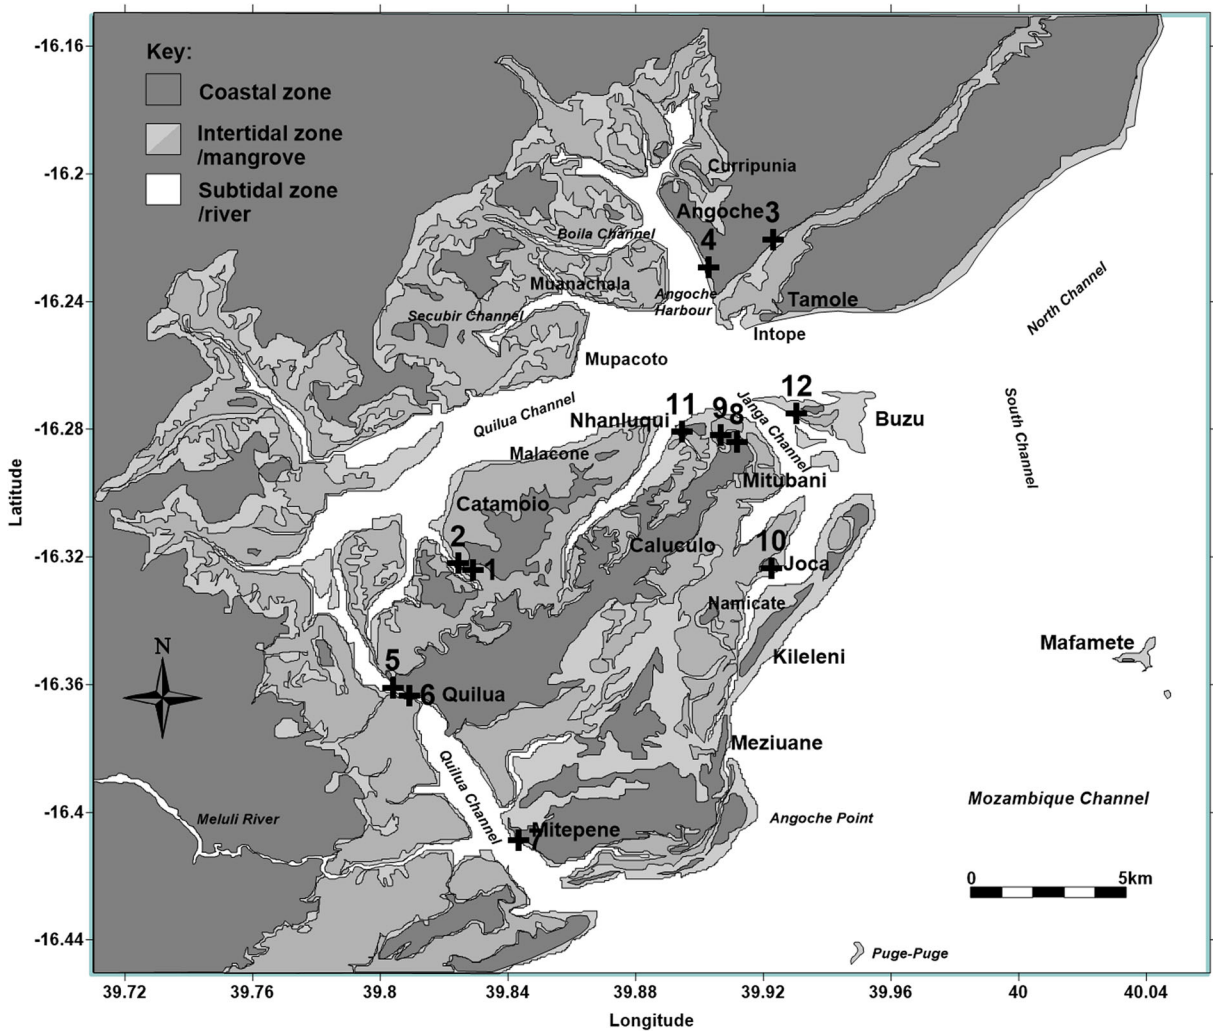 Key:
Coastal zone
Intertidal zone
/mangrove
Subtidal zone
/river
-16.16
-16.2
-16.24
-16.28
-16.32
-16.36
-16.4
-16.44
Latitude
Curripunia
Angoche
3
4
Boila Channel
Muanachala
Angoche
Harbour
Tamole
Secubir Channel
Intope
North Channel
Mupacoto
Quilua Channel
Nhanluqui
11
9
8
12
Janga Channel
Buzu
South Channel
Malacone
Mitubani
Catamoio
2
1
Caluculo
10
Joca
Namicate
N
Mafamete
5
6
Quilua
Kileleni
Meziuane
Quilua Channel
Mozambique Channel
Meluli River
Mitepene
7
Angoche Point
0
5km
Puge-Puge
39.72
39.76
39.8
39.84
39.88
39.92
39.96
40
40.04
Longitude